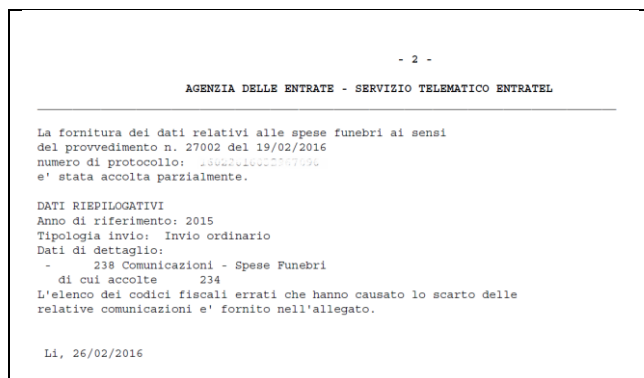 - 2 -
AGENZIA DELLE ENTRATE - SERVIZIO TELEMATICO ENTRATEL
La fornitura dei dati relativi alle spese funebri ai sensi
del provvedimento n. 27002 del 19/02/2016
numero di protocollo:
e' stata accolta parzialmente.
DATI RIEPILOGATIVI
Anno di riferimento: 2015
Tipologia invio: Invio ordinario
Dati di dettaglio:
- 238 Comunicazioni - Spese Funebri
di cui accolte 234
L'elenco dei codici fiscali errati che hanno causato lo scarto delle
relative comunicazioni e' fornito nell'allegato.
Li, 26/02/2016